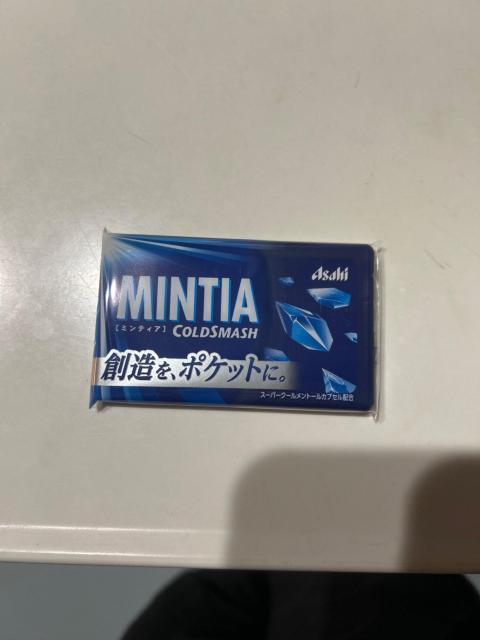 Asahi
MINTIA
[ミンティア] COLDSMASH
創造を、ポケットに。
スーパークールメントールカプセル配合